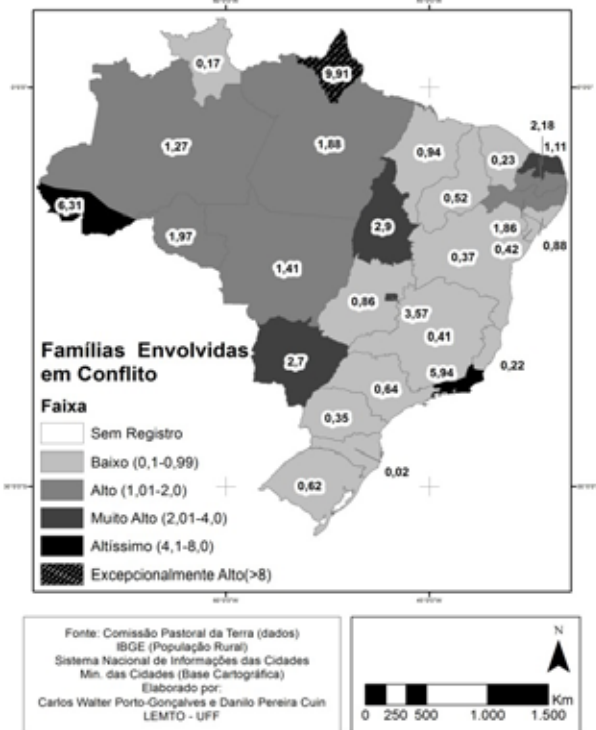 0,17
9,91
2,18
1,27
1,88
0,94
0,23
1,11
0,52
6,31
1,97
2,9
1,86
0,42
0,88
0,37
1,41
0,86
3,57
0,41
2,7
5,94
0,22
0,64
0,35
0,02
0,62
Famílias Envolvidas
em Conflito
Faixa
Sem Registro
Baixo (0,1-0,99)
Alto (1,01-2,0)
Muito Alto (2,01-4,0)
Altíssimo (4,1-8,0)
Excepcionalmente Alto(>8)
Fonte: Comissão Pastoral da Terra (dados)
IBGE (População Rural)
Sistema Nacional de Informações das Cidades
Min. das Cidades (Base Cartográfica)
Elaborado por:
Carlos Walter Porto-Gonçalves e Danilo Pereira Cuin
LEMTO - UFF
N
Km
0 250 500 1.000 1.500